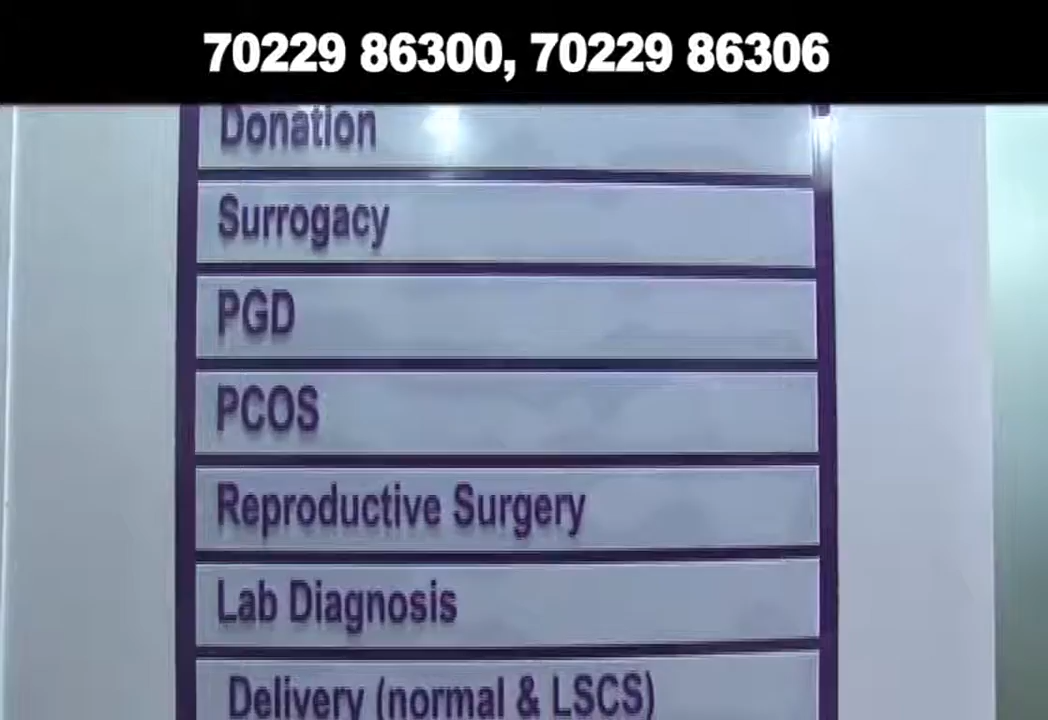 70229 86300, 70229 86306
Donation
Surrogacy
PGD
PCOS
Reproductive Surgery
Lab Diagnosis
Delivery (normal & LSCS)